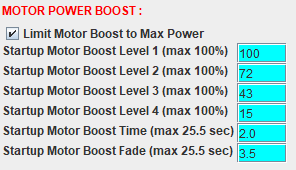 MOTOR POWER BOOST :
Limit Motor Boost to Max Power
Startup Motor Boost Level 1 (max 100%) 100
Startup Motor Boost Level 2 (max 100%) 72
Startup Motor Boost Level 3 (max 100%) 43
Startup Motor Boost Level 4 (max 100%) 15
Startup Motor Boost Time (max 25.5 sec) 2.0
Startup Motor Boost Fade (max 25.5 sec) 3.5